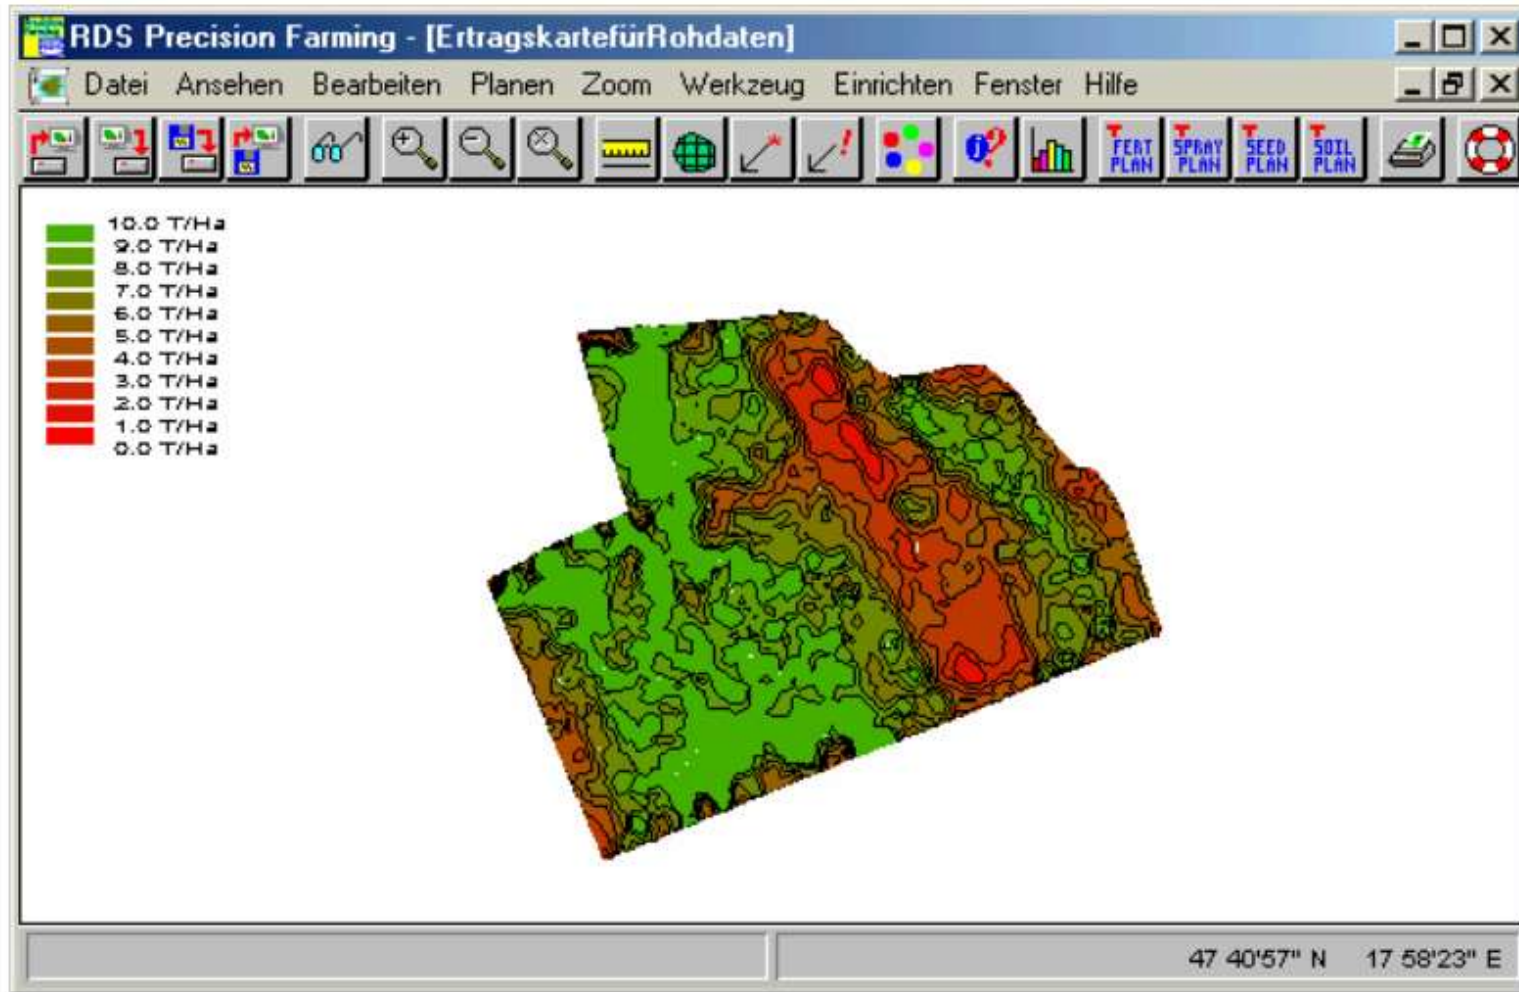 RDS Precision Farming - [ErtragskartefürRohdaten]
Datei Ansehen Bearbeiten Planen Zoom Werkzeug Einrichten Fenster Hilfe
FERT PLAN SPRAY PLAN SEED PLAN SOIL PLAN
10.0 T/Ha
9.0 T/Ha
8.0 T/Ha
7.0 T/Ha
6.0 T/Ha
5.0 T/Ha
4.0 T/Ha
3.0 T/Ha
2.0 T/Ha
1.0 T/Ha
0.0 T/Ha
47 40'57" N 17 58'23" E